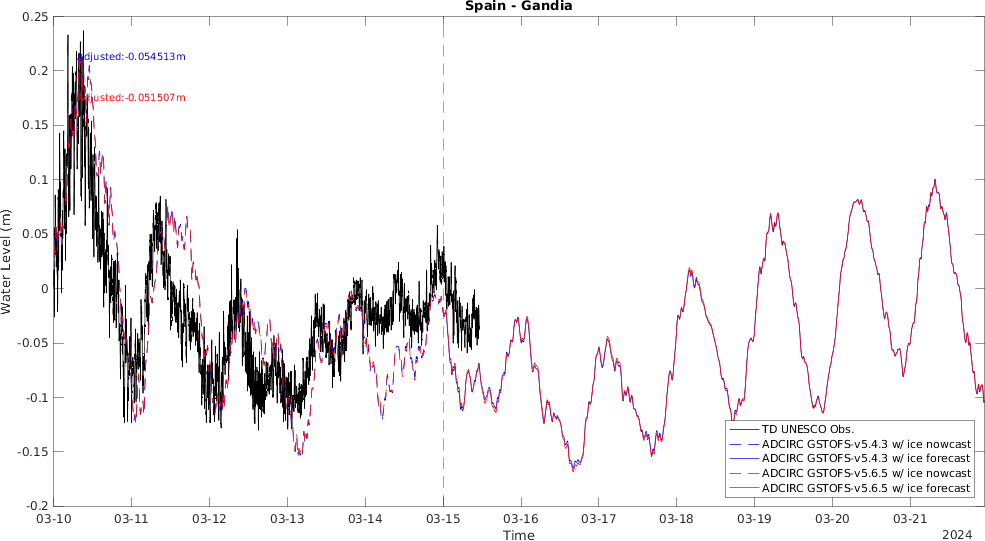 Spain - Gandia
0.25
0.2
0.15
0.1
0.05
0
-0.05
-0.1
-0.15
-0.2
Water Level (m)
Adjusted:-0.054513m
Adjusted:-0.051507m
TD UNESCO Obs.
ADCIRC GSTOFS-v5.4.3 w/ ice nowcast
ADCIRC GSTOFS-v5.4.3 w/ ice forecast
ADCIRC GSTOFS-v5.6.5 w/ ice nowcast
ADCIRC GSTOFS-v5.6.5 w/ ice forecast
03-10 03-11 03-12 03-13 03-14 03-15 03-16 03-17 03-18 03-19 03-20 03-21
Time
2024